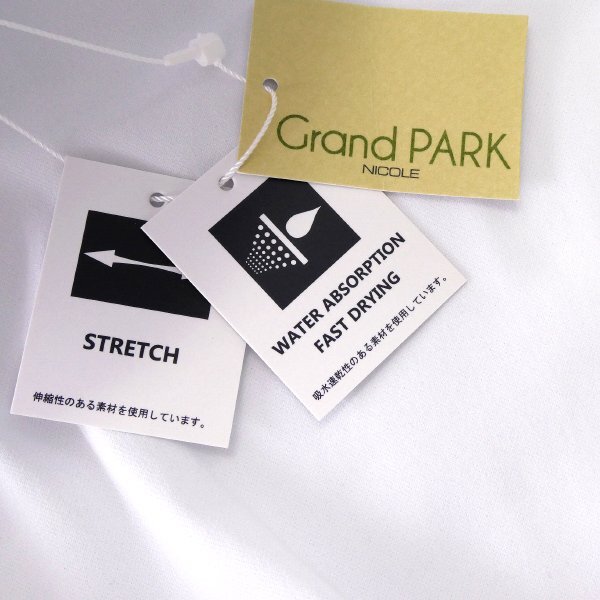 Grand PARK
NICOLE
STRETCH
伸縮性のある素材を使用しています。
WATER ABSORPTION
FAST DRYING
吸水速乾性のある素材を使用しています。